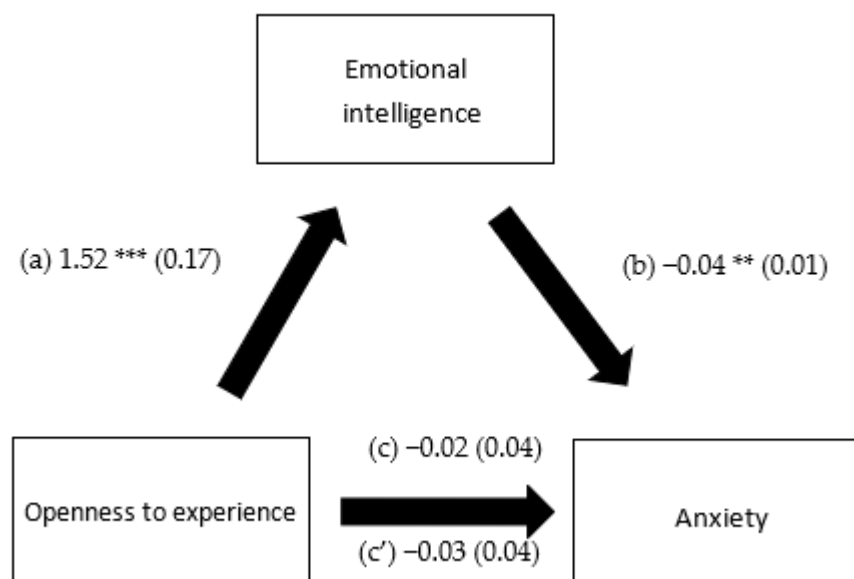 Emotional
intelligence
(a) 1.52 *** (0.17)
(b) −0.04 ** (0.01)
(c) −0.02 (0.04)
Openness to experience
Anxiety
(c’) −0.03 (0.04)